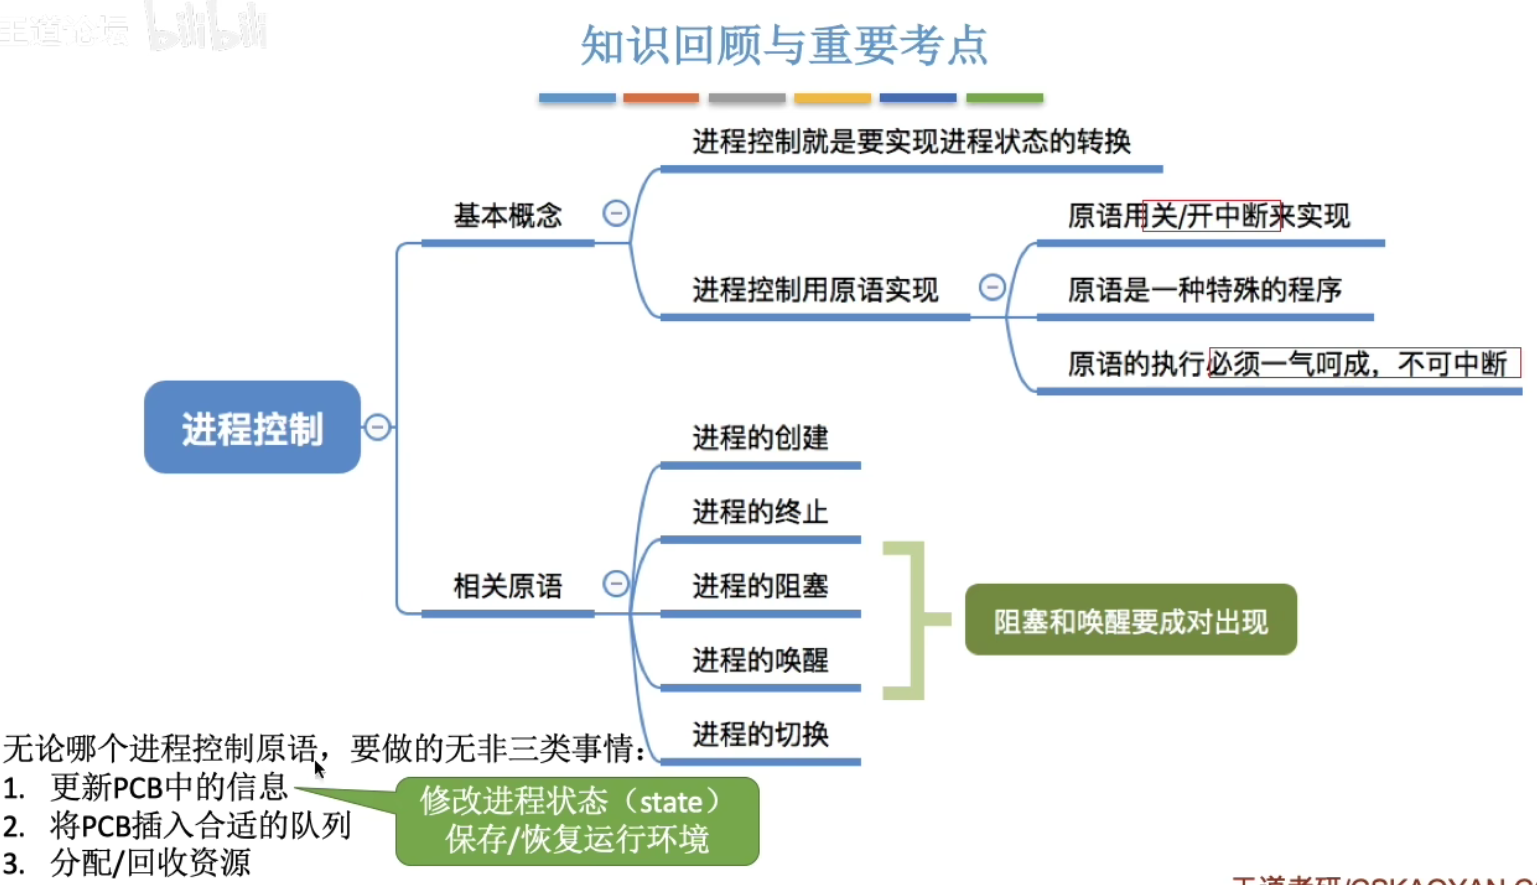 王道论坛 bilibili
知识回顾与重要考点
进程控制就是要实现进程状态的转换
基本概念
原语用关/开中断来实现
进程控制用原语实现
原语是一种特殊的程序
原语的执行必须一气呵成，不可中断
进程控制
进程的创建
进程的终止
相关原语
进程的阻塞
阻塞和唤醒要成对出现
进程的唤醒
进程的切换
无论哪个进程控制原语，要做的无非三类事情：
1. 更新PCB中的信息
2. 将PCB插入合适的队列
3. 分配/回收资源
修改进程状态（state）
保存/恢复运行环境